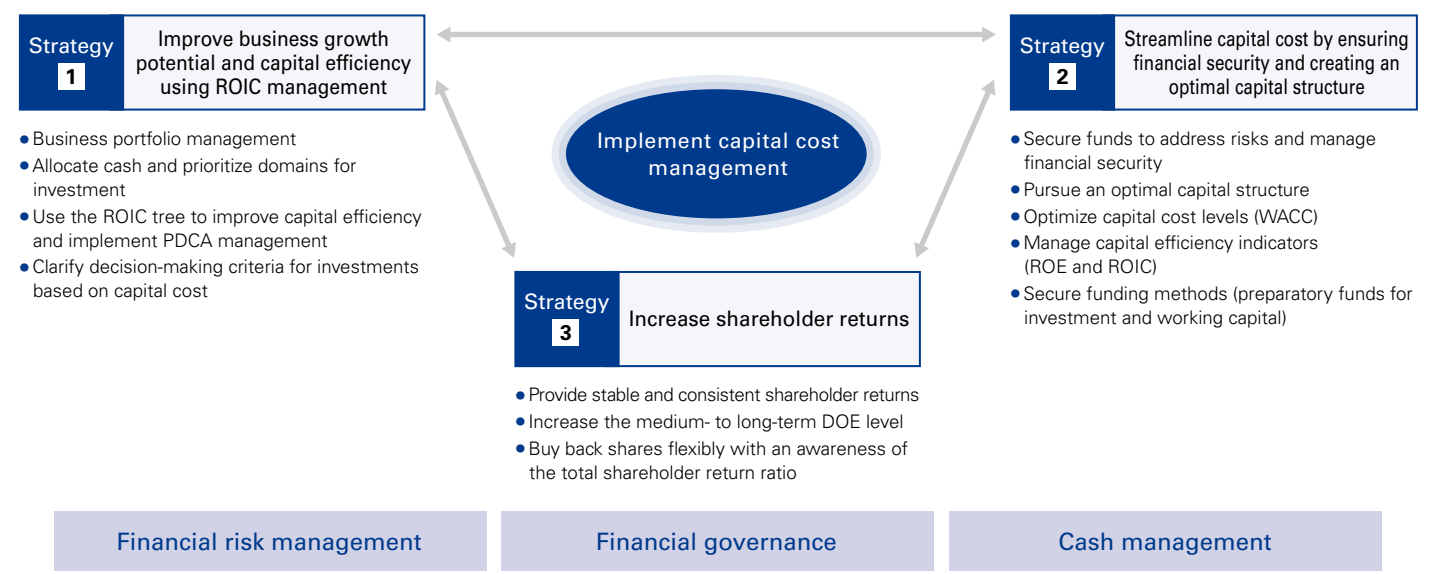 Strategy
1
Improve business growth
potential and capital efficiency
using ROIC management
● Business portfolio management
● Allocate cash and prioritize domains for
investment
● Use the ROIC tree to improve capital efficiency
and implement PDCA management
● Clarify decision-making criteria for investments
based on capital cost
Implement capital cost
management
Strategy
2
Streamline capital cost by ensuring
financial security and creating an
optimal capital structure
● Secure funds to address risks and manage
financial security
● Pursue an optimal capital structure
● Optimize capital cost levels (WACC)
● Manage capital efficiency indicators
(ROE and ROIC)
● Secure funding methods (preparatory funds for
investment and working capital)
Strategy
3
Increase shareholder returns
● Provide stable and consistent shareholder returns
● Increase the medium- to long-term DOE level
● Buy back shares flexibly with an awareness of
the total shareholder return ratio
Financial risk management
Financial governance
Cash management